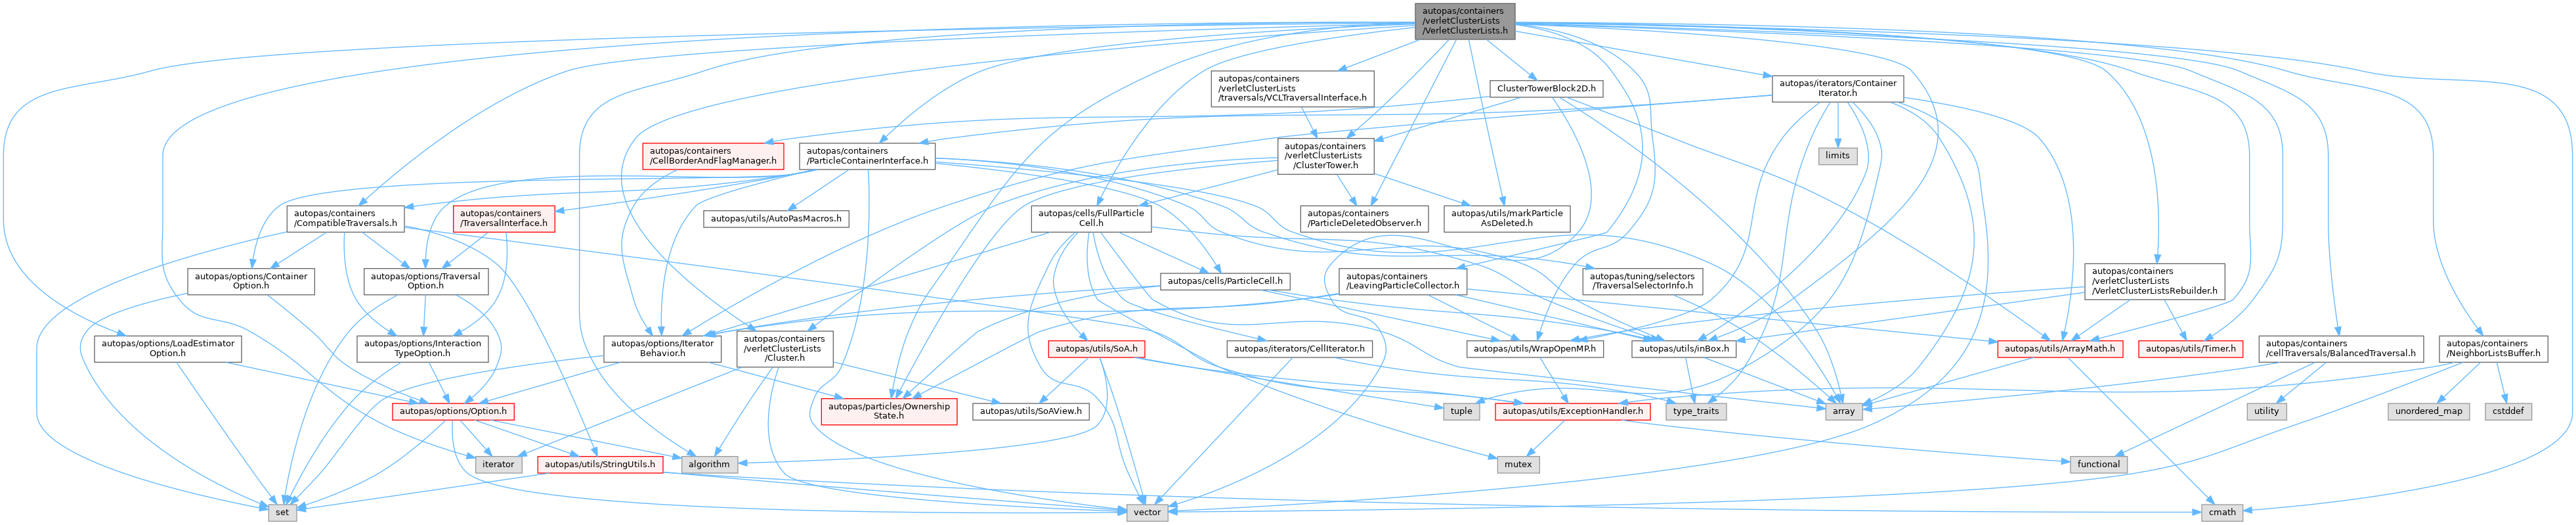 autopas/containers
/verletClusterLists
/VerletClusterLists.h
autopas/containers
/verletClusterLists
/traversals/VCLTraversalInterface.h
ClusterTowerBlock2D.h
autopas/iterators/Container
Iterator.h
autopas/containers
/CellBorderAndFlagManager.h
autopas/containers
/ParticleContainerInterface.h
autopas/containers
/verletClusterLists
/ClusterTower.h
limits
autopas/containers
/CompatibleTraversals.h
autopas/containers
/TraversalInterface.h
autopas/utils/AutoPasMacros.h
autopas/cells/FullParticle
Cell.h
autopas/containers
/ParticleDeletedObserver.h
autopas/utils/markParticle
AsDeleted.h
autopas/options/Container
Option.h
autopas/options/Traversal
Option.h
autopas/cells/ParticleCell.h
autopas/containers
/LeavingParticleCollector.h
autopas/tuning/selectors
/TraversalSelectorInfo.h
autopas/containers
/verletClusterLists
/VerletClusterListsRebuilder.h
autopas/options/LoadEstimator
Option.h
autopas/options/Interaction
TypeOption.h
autopas/options/Iterator
Behavior.h
autopas/containers
/verletClusterLists
/Cluster.h
autopas/utils/SoA.h
autopas/iterators/CellIterator.h
autopas/utils/WrapOpenMP.h
autopas/utils/inBox.h
autopas/utils/ArrayMath.h
autopas/utils/Timer.h
autopas/containers
/cellTraversals/BalancedTraversal.h
autopas/containers
/NeighborListsBuffer.h
autopas/options/Option.h
autopas/particles/Ownership
State.h
autopas/utils/SoAView.h
tuple
autopas/utils/ExceptionHandler.h
type_traits
array
utility
unordered_map
cstddef
iterator
autopas/utils/StringUtils.h
algorithm
mutex
functional
set
vector
cmath